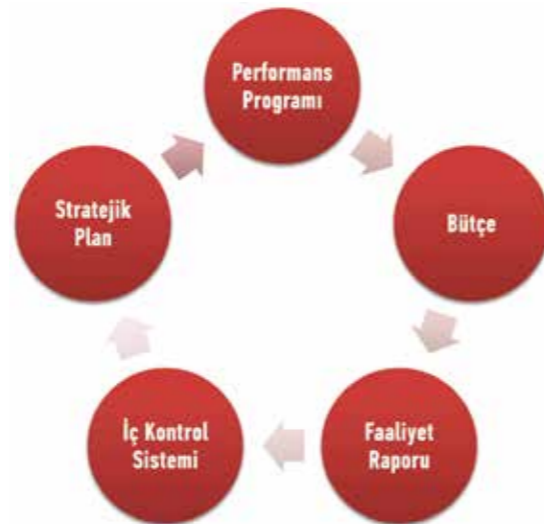 Performans
Programı
Bütçe
Faaliyet
Raporu
İç Kontrol
Sistemi
Stratejik
Plan